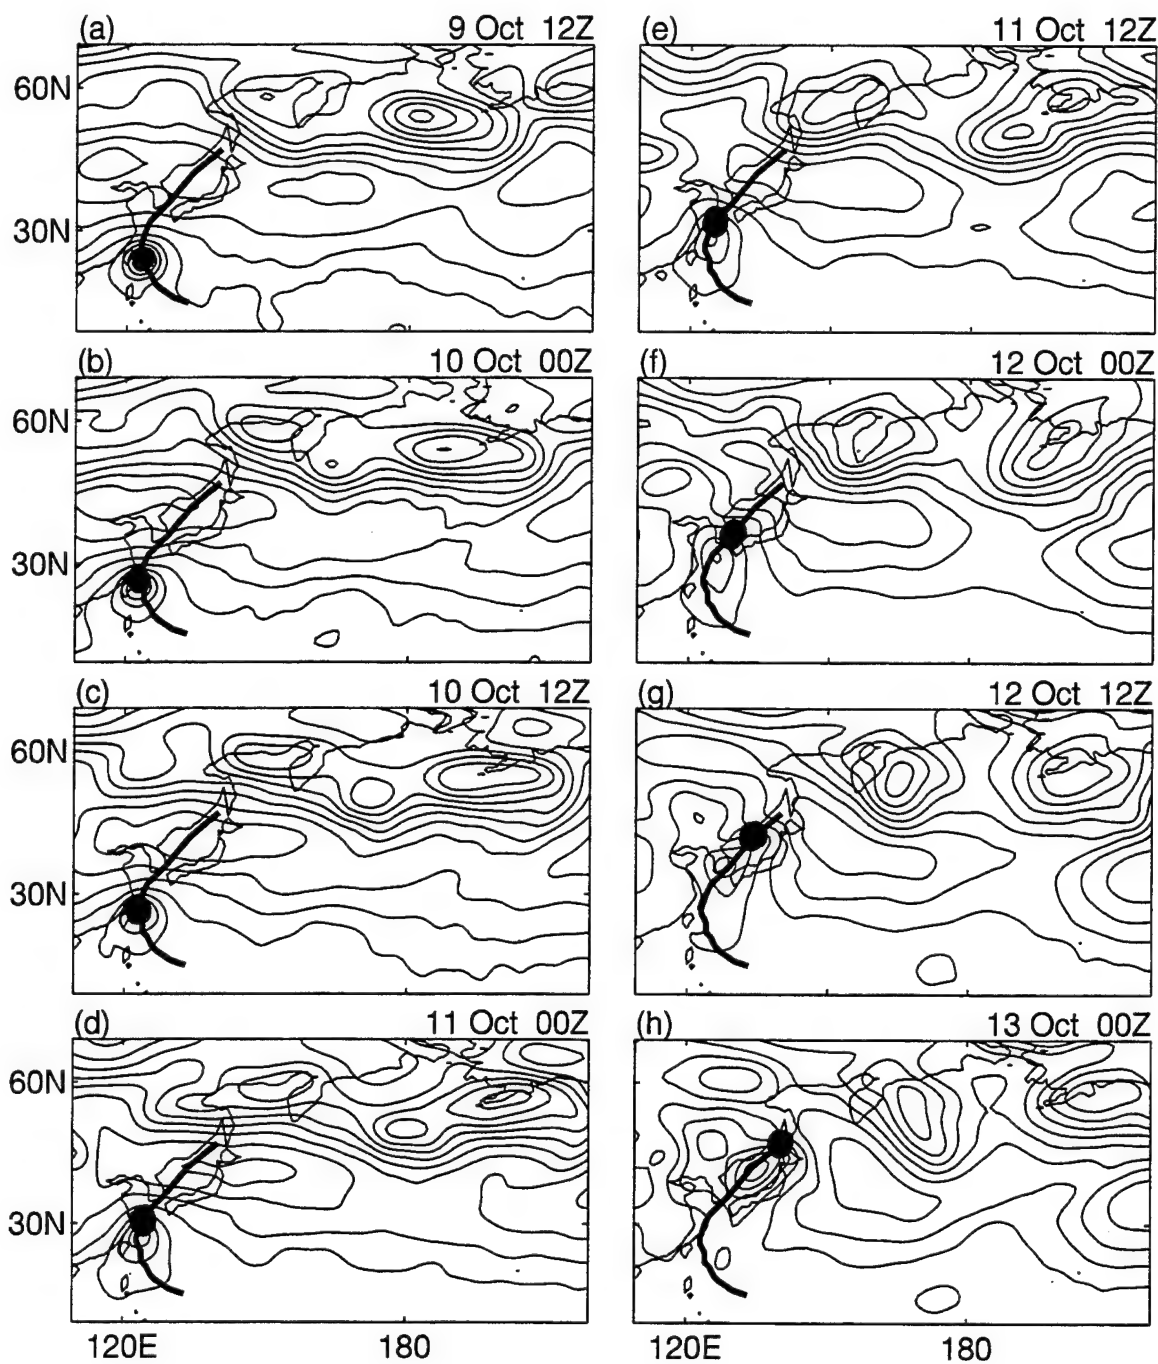 (a) 9 Oct 12Z
60N
30N
(b) 10 Oct 00Z
60N
30N
(c) 10 Oct 12Z
60N
30N
(d) 11 Oct 00Z
60N
30N
120E 180
(e) 11 Oct 12Z
(f) 12 Oct 00Z
(g) 12 Oct 12Z
(h) 13 Oct 00Z
120E 180